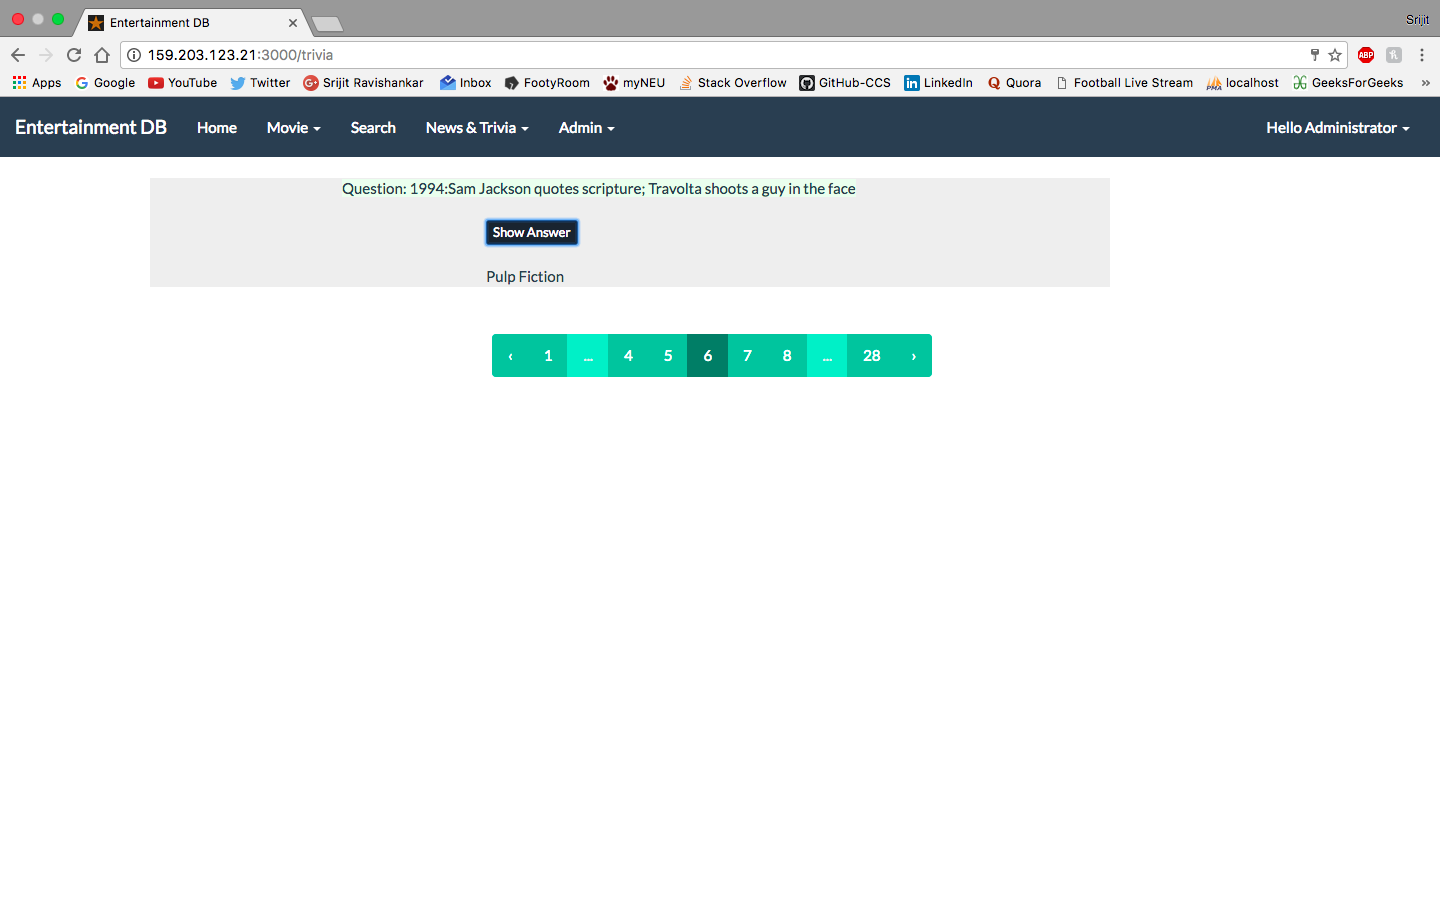 Entertainment DB
Srijit
159.203.123.21:3000/trivia
ABP
Apps Google YouTube Twitter G+ Srijit Ravishankar Inbox FootyRoom myNEU Stack Overflow GitHub-CCS in LinkedIn Q Quora Football Live Stream PMA localhost GeeksForGeeks »
Entertainment DB Home Movie Search News & Trivia Admin Hello Administrator
Question: 1994:Sam Jackson quotes scripture; Travolta shoots a guy in the face
Show Answer
Pulp Fiction
‹ 1 ... 4 5 6 7 8 ... 28 ›